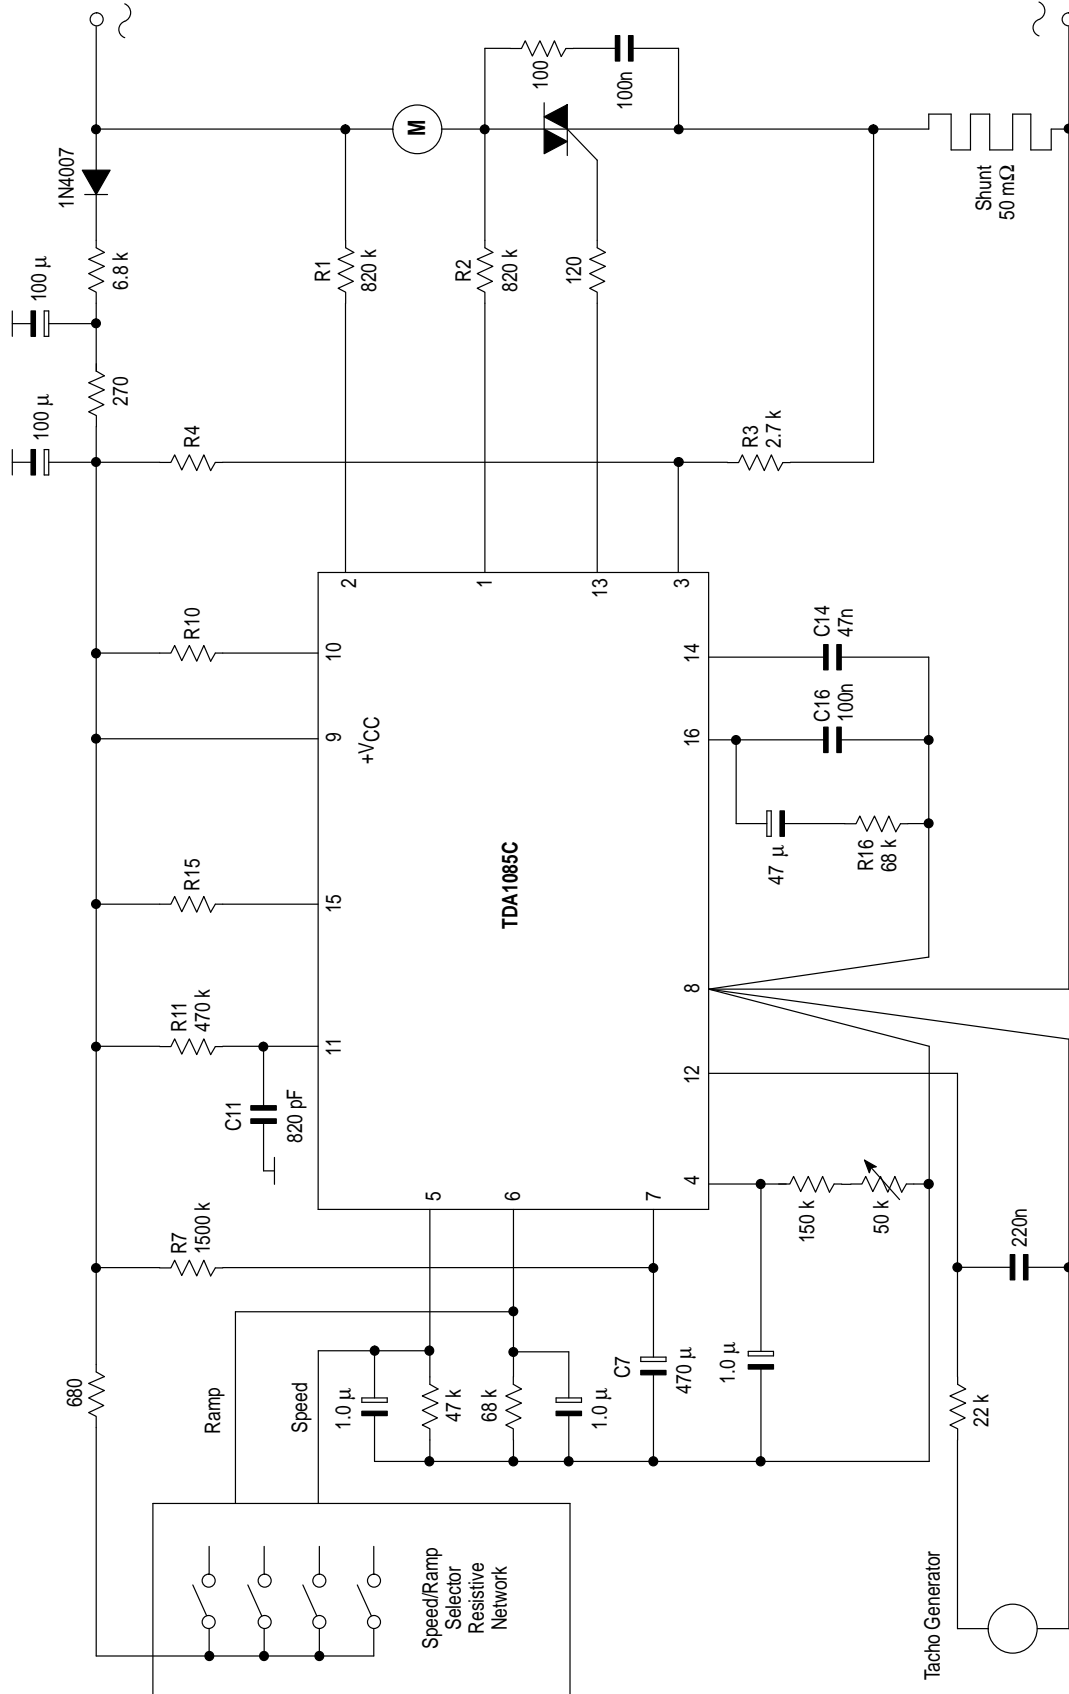 1N4007
100 µ
6.8 k
100 µ
270
R4
R10
R15
R11
470 k
C11
820 pF
R7
1500 k
680
Ramp
Speed
Speed/Ramp
Selector
Resistive
Network
1.0 µ
47 k
68 k
1.0 µ
C7
470 µ
1.0 µ
150 k
50 k
220n
22 k
Tacho Generator
TDA1085C
+VCC
9
10
15
11
5
6
7
4
12
8
16
14
3
13
1
2
R1
820 k
R2
820 k
120
M
100
100n
R3
2.7 k
Shunt
50 mΩ
C14
47n
C16
100n
47 µ
R16
68 k